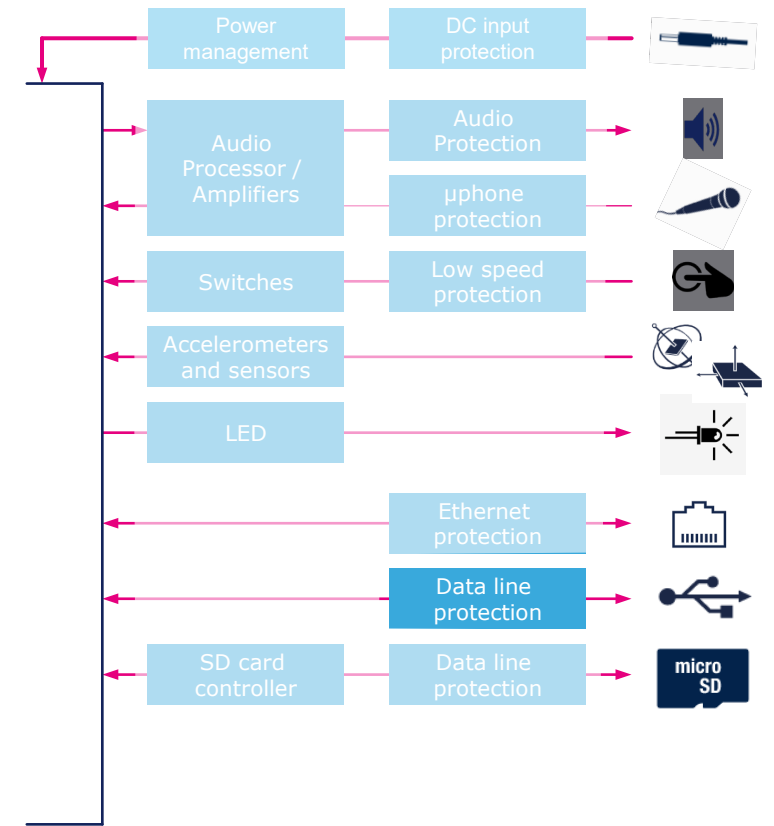 Power
management
DC input
protection
Audio
Processor /
Amplifiers
Audio
Protection
µphone
protection
Switches
Low speed
protection
Accelerometers
and sensors
LED
Ethernet
protection
Data line
protection
SD card
controller
Data line
protection
micro
SD